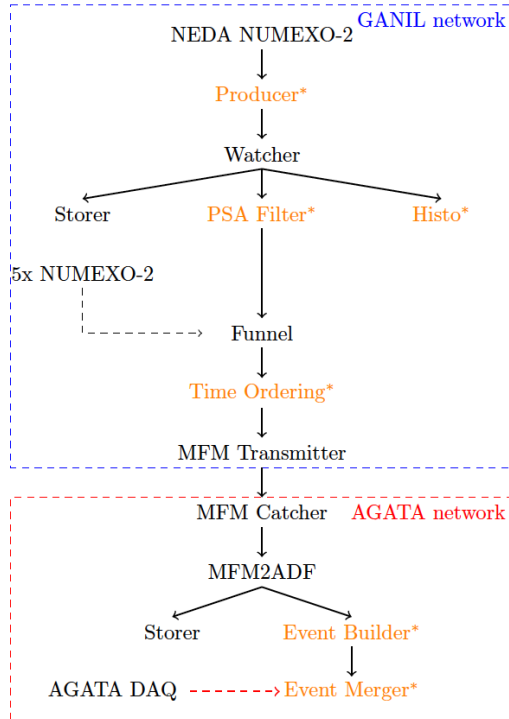 GANIL network
NEDA NUMEXO-2
Producer*
Watcher
Storer PSA Filter* Histo*
5x NUMEXO-2
Funnel
Time Ordering*
MFM Transmitter
MFM Catcher AGATA network
MFM2ADF
Storer Event Builder*
AGATA DAQ Event Merger*